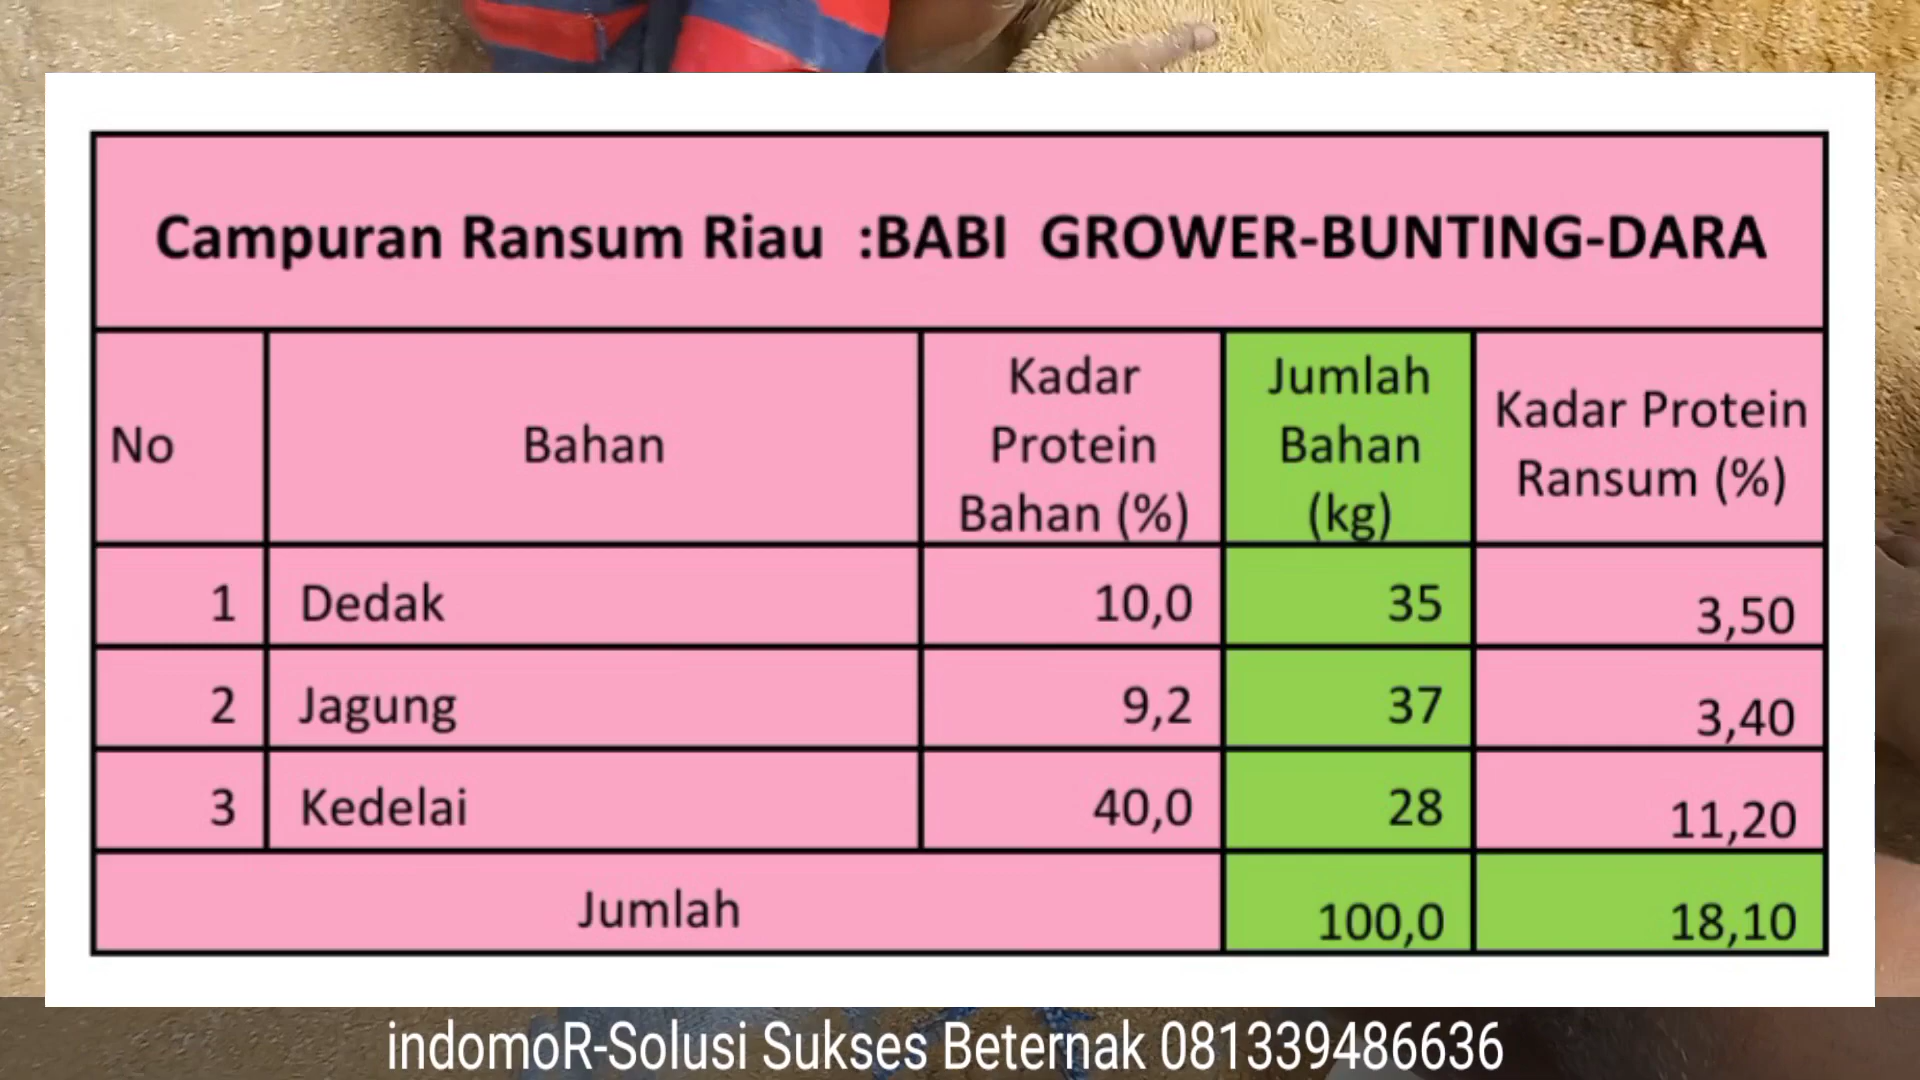 Campuran Ransum Riau :BABI GROWER-BUNTING-DARA
No
Bahan
Kadar
Protein
Bahan (%)
Jumlah
Bahan
(kg)
Kadar Protein
Ransum (%)
1 Dedak 10,0 35 3,50
2 Jagung 9,2 37 3,40
3 Kedelai 40,0 28 11,20
Jumlah 100,0 18,10
indomoR-Solusi Sukses Beternak 081339486636